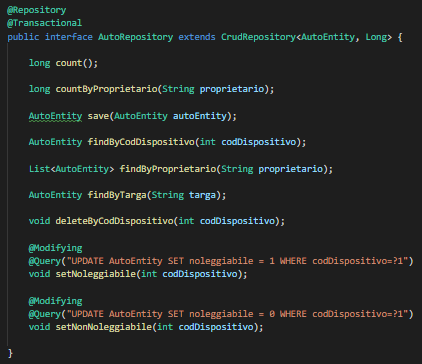 @Repository
@Transactional
public interface AutoRepository extends CrudRepository<AutoEntity, Long> {
long count();
long countByProprietario(String proprietario);
AutoEntity save(AutoEntity autoEntity);
AutoEntity findByCodDispositivo(int codDispositivo);
List<AutoEntity> findByProprietario(String proprietario);
AutoEntity findByTarga(String targa);
void deleteByCodDispositivo(int codDispositivo);
@Modifying
@Query("UPDATE AutoEntity SET noleggiabile = 1 WHERE codDispositivo=?1")
void setNoleggiabile(int codDispositivo);
@Modifying
@Query("UPDATE AutoEntity SET noleggiabile = 0 WHERE codDispositivo=?1")
void setNonNoleggiabile(int codDispositivo);
}